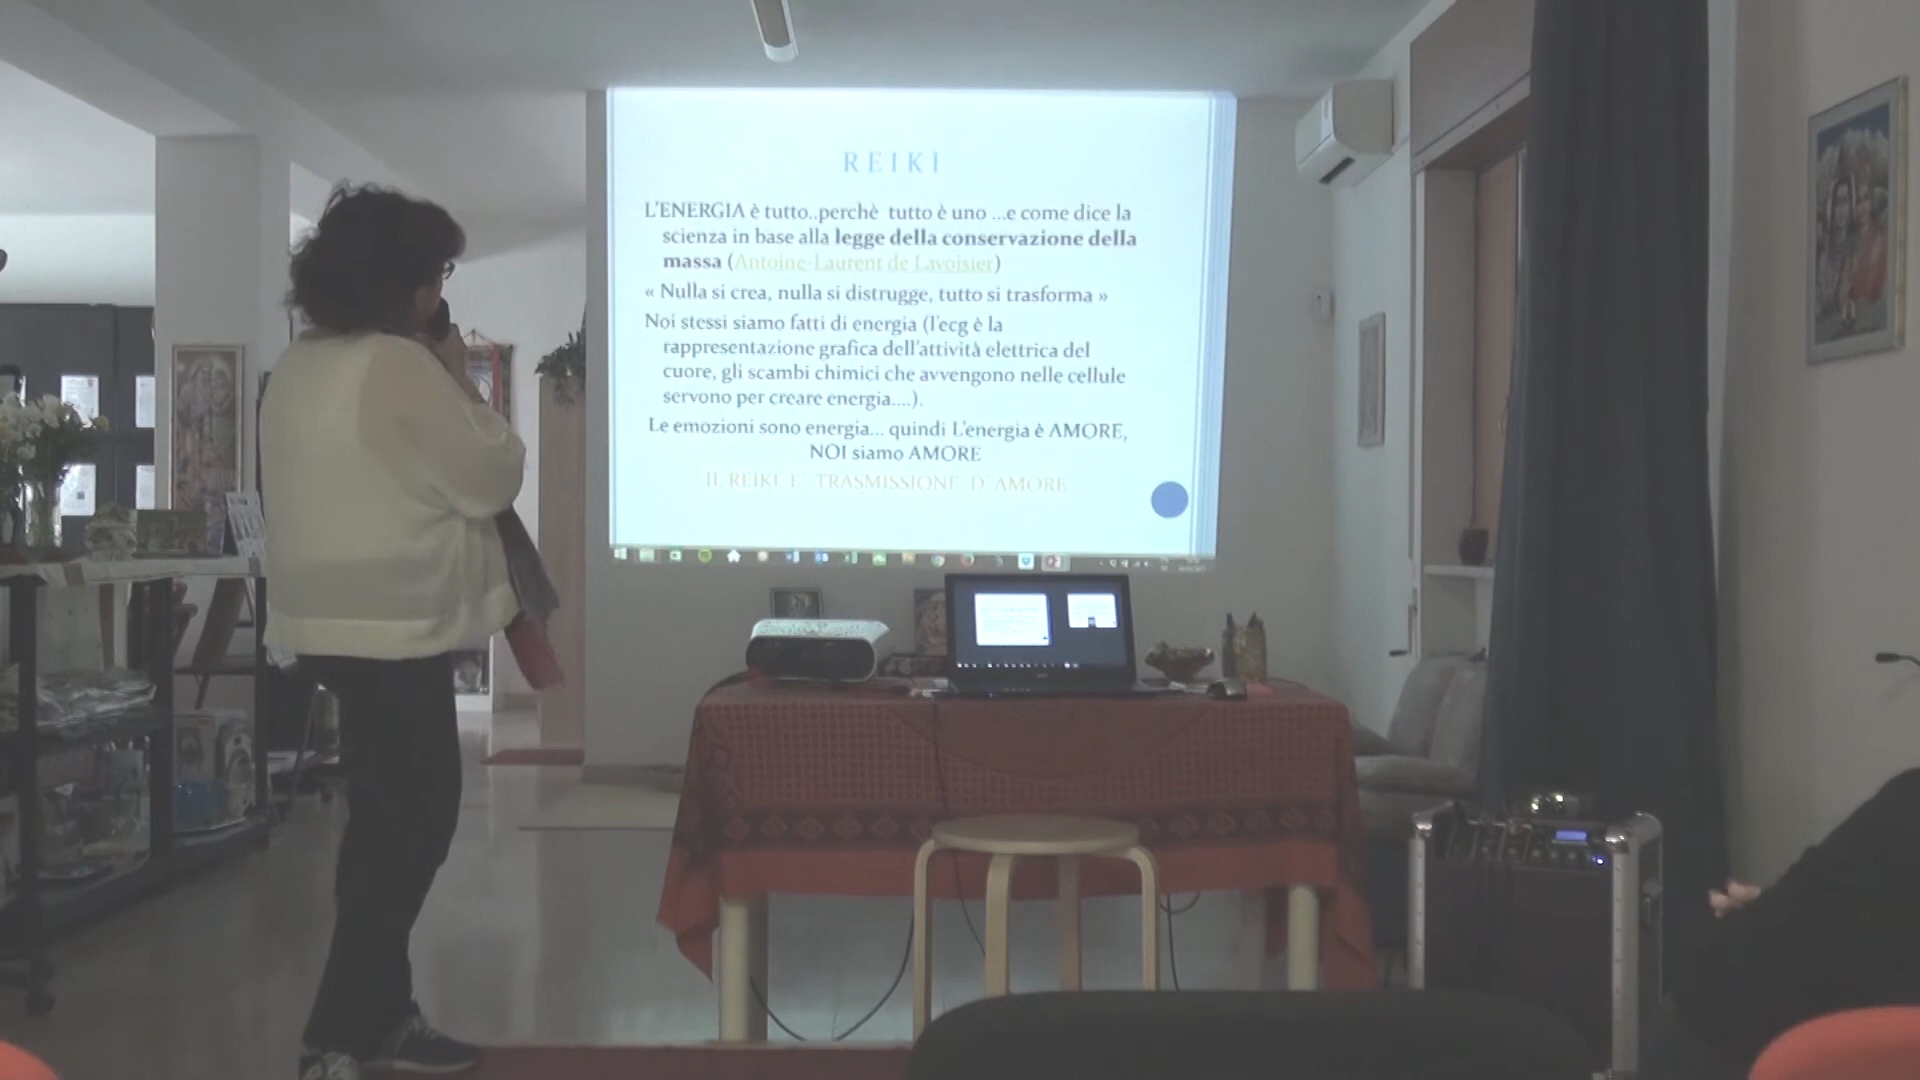 REIKI
L'ENERGIA è tutto..perchè tutto è uno ...e come dice la
scienza in base alla legge della conservazione della
massa (Antoine-Laurent de Lavoisier)
« Nulla si crea, nulla si distrugge, tutto si trasforma »
Noi stessi siamo fatti di energia (l'ecg è la
rappresentazione grafica dell'attività elettrica del
cuore, gli scambi chimici che avvengono nelle cellule
servono per creare energia....).
Le emozioni sono energia... quindi L'energia è AMORE,
NOI siamo AMORE
IL REIKI E' TRASMISSIONE D' AMORE